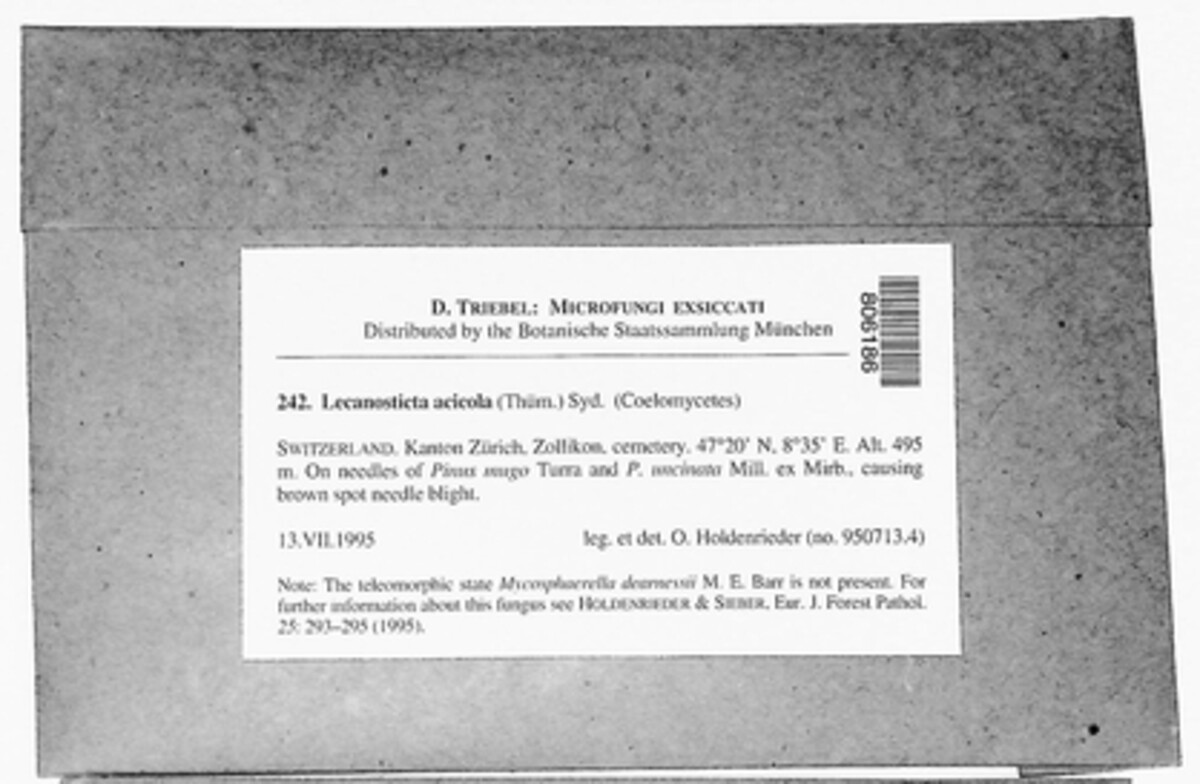 D. TRIEBEL: MICROFUNGI EXSICCATI
Distributed by the Botanische Staatssammlung München
806186
242. Lecanosticta acicola (Thüm.) Syd. (Coelomycetes)
SWITZERLAND. Kanton Zürich, Zollikon, cemetery. 47°20' N, 8°35' E. Alt. 495
m. On needles of Pinus mugo Turra and P. uncinata Mill. ex Mirb., causing
brown spot needle blight.
13.VII.1995 leg. et det. O. Holdenrieder (no. 950713.4)
Note: The teleomorphic state Mycosphaerella dearnessii M. E. Barr is not present. For
further information about this fungus see HOLDENRIEDER & SIEBER, Eur. J. Forest Pathol.
25: 293–295 (1995).